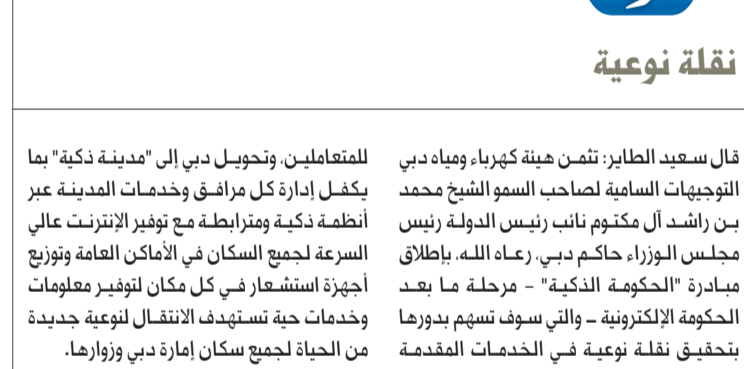 نقلة نوعية
قال سعيد الطاير: تثمن هيئة كهرباء ومياه دبي
التوجيهات السامية لصاحب السمو الشيخ محمد
بن راشد آل مكتوم نائب رئيس الدولة رئيس
مجلس الوزراء حاكم دبي، رعاه الله، بإطلاق
مبادرة "الحكومة الذكية" - مرحلة ما بعد
الحكومة الإلكترونية – والتي سوف تسهم بدورها
بتحقيق نقلة نوعية في الخدمات المقدمة
للمتعاملين، وتحويل دبي إلى "مدينة ذكية" بما
يكفل إدارة كل مرافق وخدمات المدينة عبر
أنظمة ذكية ومترابطة مع توفير الإنترنت عالي
السرعة لجميع السكان في الأماكن العامة وتوزيع
أجهزة استشعار في كل مكان لتوفير معلومات
وخدمات حية تستهدف الانتقال لنوعية جديدة
من الحياة لجميع سكان إمارة دبي وزوارها.